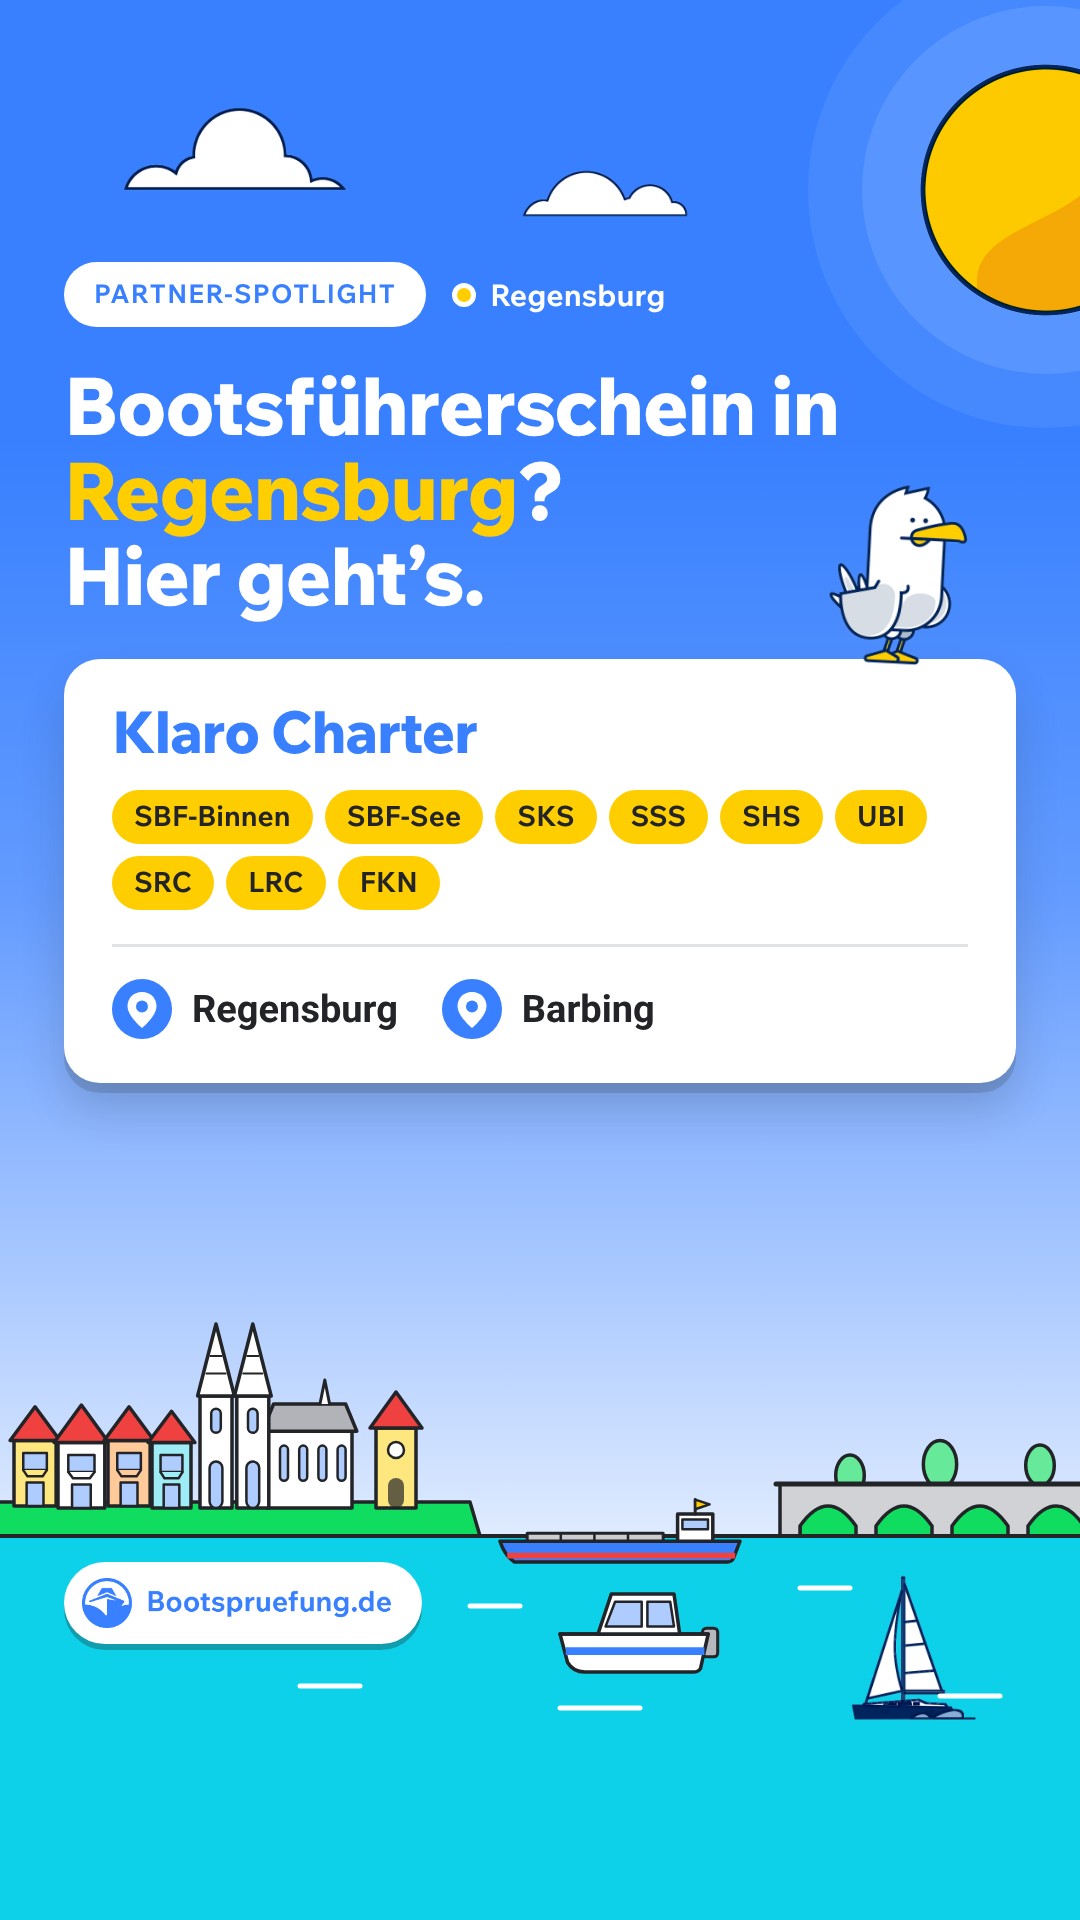 PARTNER-SPOTLIGHT
Regensburg
Bootsführerschein in
Regensburg?
Hier geht’s.
Klaro Charter
SBF-Binnen SBF-See SKS SSS SHS UBI
SRC LRC FKN
Regensburg Barbing
Bootspruefung.de